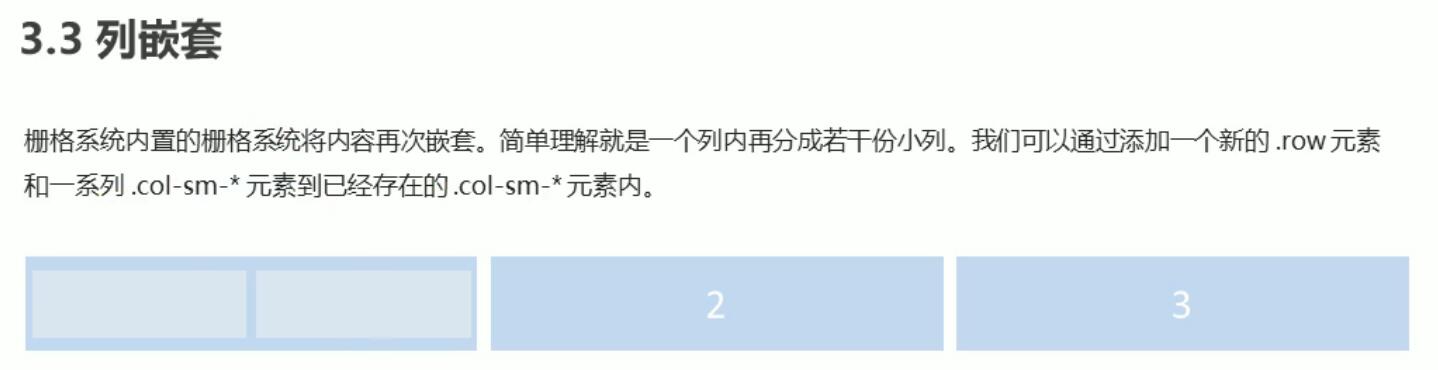 3.3 列嵌套
栅格系统内置的栅格系统将内容再次嵌套。简单理解就是一个列内再分成若干份小列。我们可以通过添加一个新的 .row 元素
和一系列 .col-sm-* 元素到已经存在的 .col-sm-* 元素内。
2 3